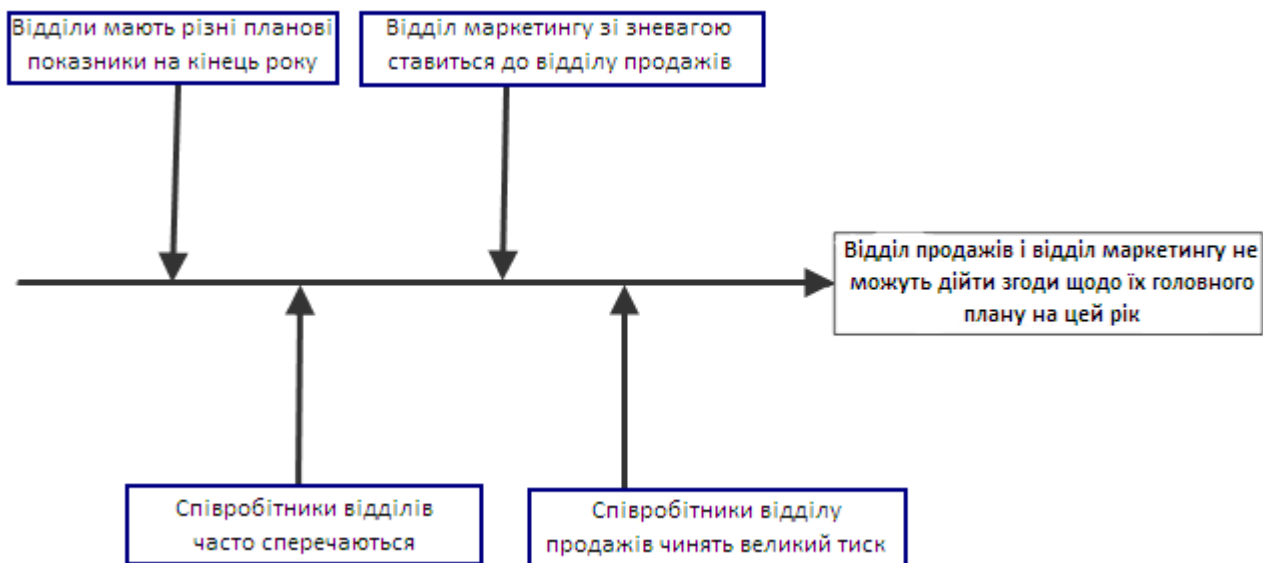 Відділи мають різні планові
показники на кінець року
Відділ маркетингу зі зневагою
ставиться до відділу продажів
Відділ продажів і відділ маркетингу не
можуть дійти згоди щодо їх головного
плану на цей рік
Співробітники відділів
часто сперечаються
Співробітники відділу
продажів чинять великий тиск